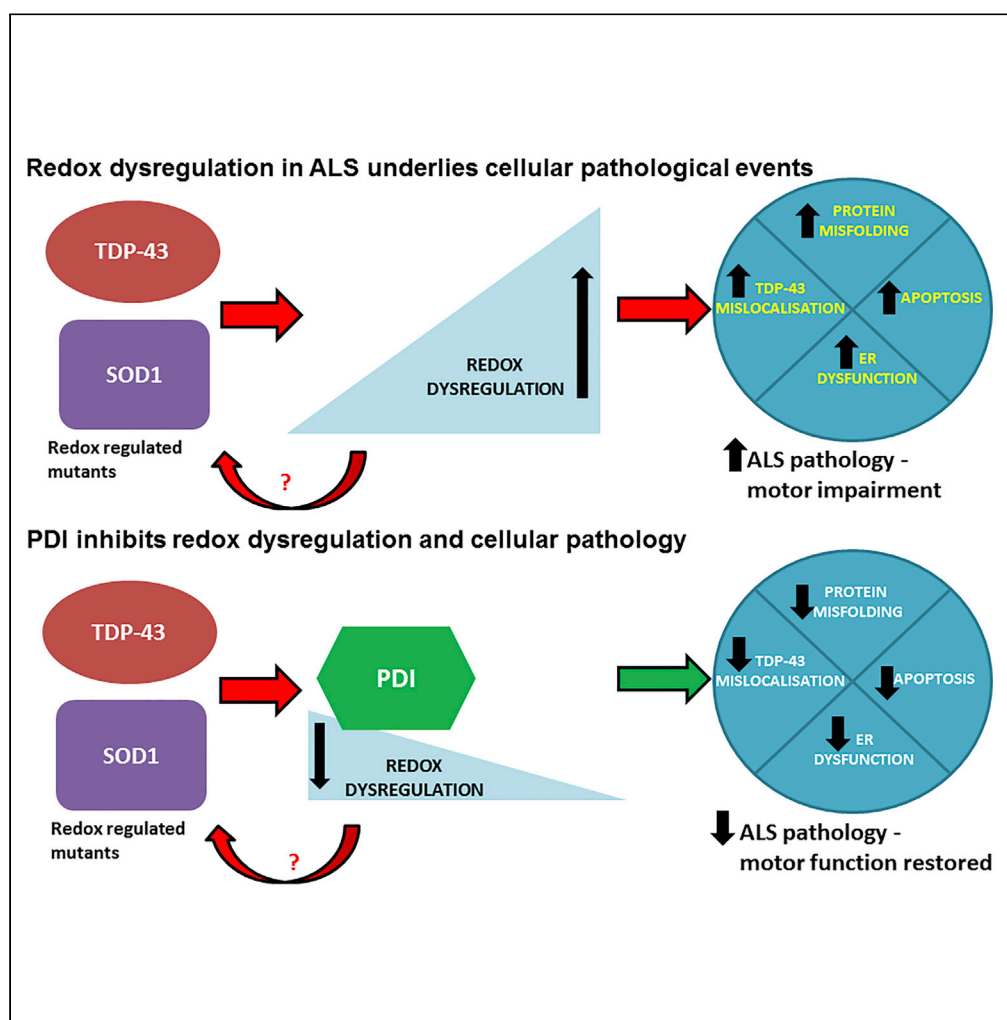 Redox dysregulation in ALS underlies cellular pathological events
TDP-43
SOD1
Redox regulated
mutants
?
REDOX
DYSREGULATION
PROTEIN
MISFOLDING
TDP-43
MISLOCALISATION
APOPTOSIS
ER
DYSFUNCTION
ALS pathology -
motor impairment
PDI inhibits redox dysregulation and cellular pathology
TDP-43
SOD1
Redox regulated
mutants
?
PDI
REDOX
DYSREGULATION
PROTEIN
MISFOLDING
TDP-43
MISLOCALISATION
APOPTOSIS
ER
DYSFUNCTION
ALS pathology -
motor function restored